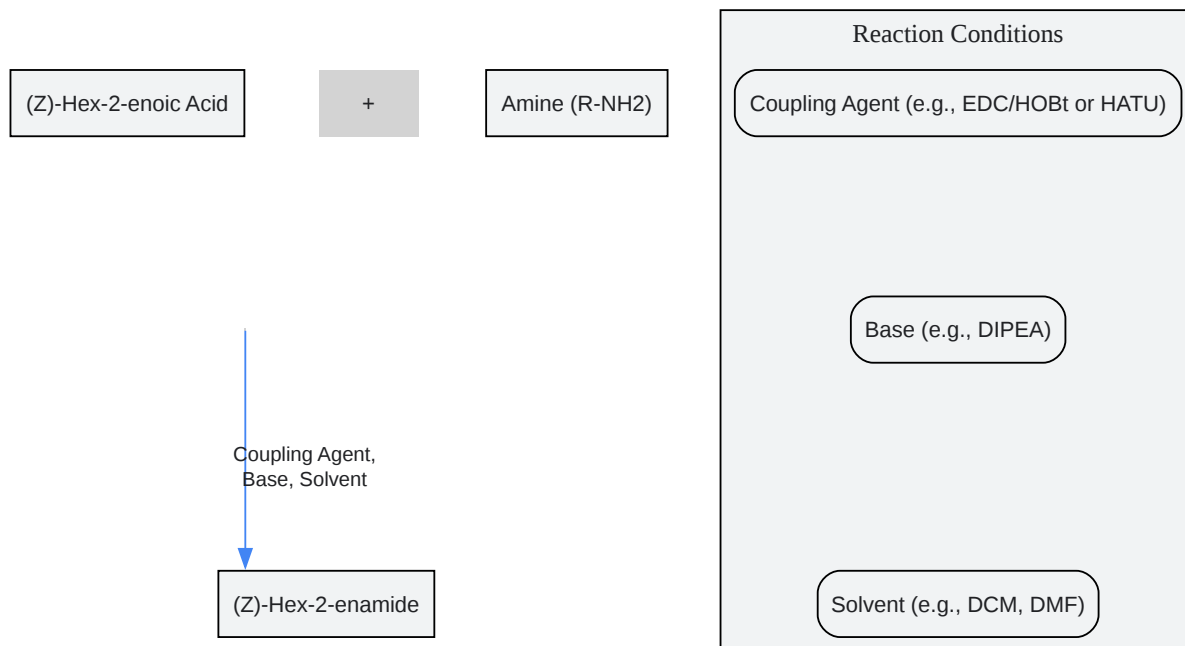 Reaction Conditions
(Z)-Hex-2-enoic Acid
+
Amine (R-NH2)
Coupling Agent (e.g., EDC/HOBt or HATU)
Base (e.g., DIPEA)
Coupling Agent,
Base, Solvent
(Z)-Hex-2-enamide
Solvent (e.g., DCM, DMF)